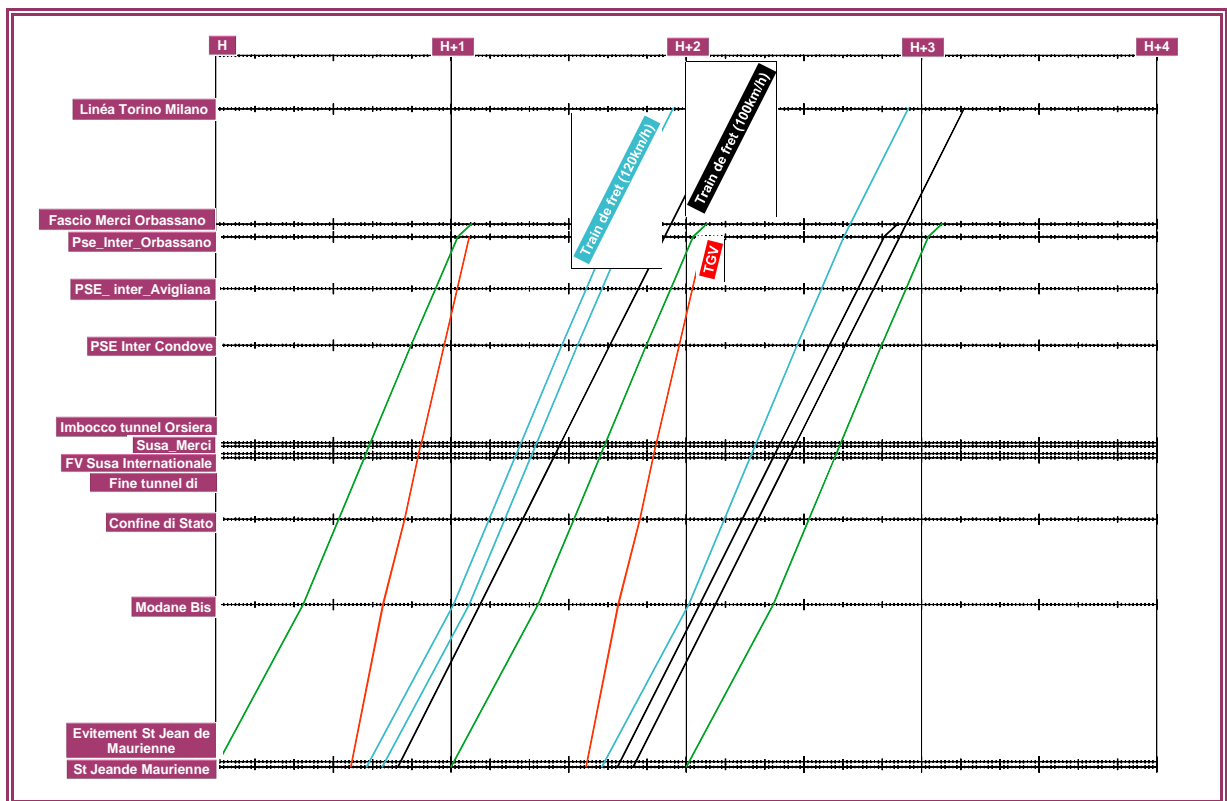 H
H+1
H+2
H+3
H+4
Linéa Torino Milano
Train de fret (120km/h)
Train de fret (100km/h)
TGV
Fascio Merci Orbassano
Pse_Inter_Orbassano
PSE_ inter_Avigliana
PSE Inter Condove
Imbocco tunnel Orsiera
Susa_Merci
FV Susa Internationale
Fine tunnel di
Confine di Stato
Modane Bis
Evitement St Jean de
Maurienne
St Jeande Maurienne